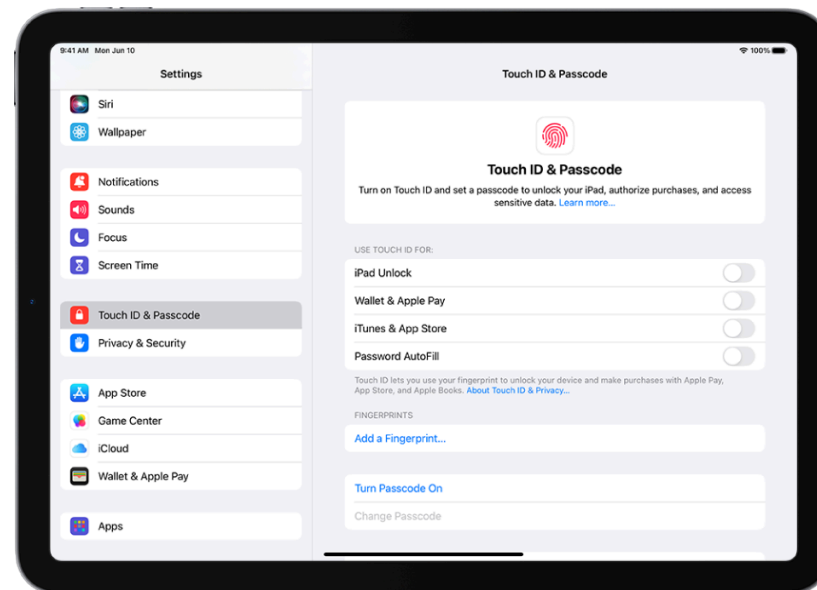 9:41 AM Mon Jun 10
100%
Settings
Siri
Wallpaper
Notifications
Sounds
Focus
Screen Time
Touch ID & Passcode
Privacy & Security
App Store
Game Center
iCloud
Wallet & Apple Pay
Apps
Touch ID & Passcode
Touch ID & Passcode
Turn on Touch ID and set a passcode to unlock your iPad, authorize purchases, and access
sensitive data. Learn more...
USE TOUCH ID FOR:
iPad Unlock
Wallet & Apple Pay
iTunes & App Store
Password AutoFill
Touch ID lets you use your fingerprint to unlock your device and make purchases with Apple Pay,
App Store, and Apple Books. About Touch ID & Privacy...
FINGERPRINTS
Add a Fingerprint...
Turn Passcode On
Change Passcode